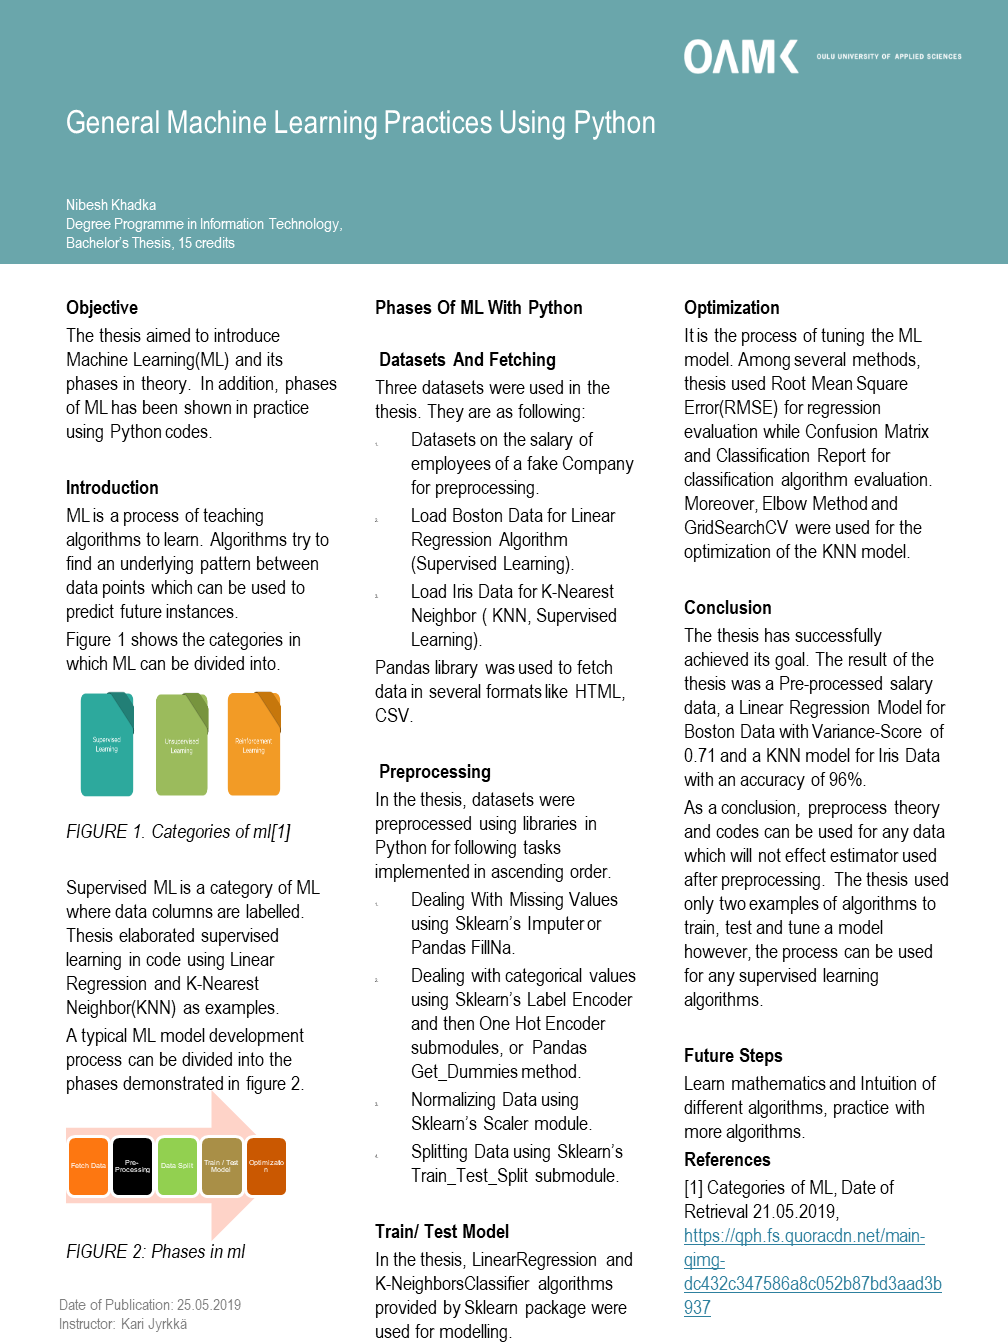 OAMK OULU UNIVERSITY OF APPLIED SCIENCES
General Machine Learning Practices Using Python
Nibesh Khadka
Degree Programme in Information Technology,
Bachelor's Thesis, 15 credits
Objective
The thesis aimed to introduce
Machine Learning(ML) and its
phases in theory. In addition, phases
of ML has been shown in practice
using Python codes.
Introduction
ML is a process of teaching
algorithms to learn. Algorithms try to
find an underlying pattern between
data points which can be used to
predict future instances.
Figure 1 shows the categories in
which ML can be divided into.
Supervised
Learning
Unsupervised
Learning
Reinforcement
Learning
FIGURE 1. Categories of ml[1]
Supervised ML is a category of ML
where data columns are labelled.
Thesis elaborated supervised
learning in code using Linear
Regression and K-Nearest
Neighbor(KNN) as examples.
A typical ML model development
process can be divided into the
phases demonstrated in figure 2.
Fetch Data
Pre-
Processing
Data Split
Train / Test
Model
Optimizatio
n
FIGURE 2: Phases in ml
Date of Publication: 25.05.2019
Instructor: Kari Jyrkkä
Phases Of ML With Python
Datasets And Fetching
Three datasets were used in the
thesis. They are as following:
1. Datasets on the salary of
employees of a fake Company
for preprocessing.
2. Load Boston Data for Linear
Regression Algorithm
(Supervised Learning).
3. Load Iris Data for K-Nearest
Neighbor ( KNN, Supervised
Learning).
Pandas library was used to fetch
data in several formats like HTML,
CSV.
Preprocessing
In the thesis, datasets were
preprocessed using libraries in
Python for following tasks
implemented in ascending order.
1. Dealing With Missing Values
using Sklearn's Imputer or
Pandas FillNa.
2. Dealing with categorical values
using Sklearn's Label Encoder
and then One Hot Encoder
submodules, or Pandas
Get_Dummies method.
3. Normalizing Data using
Sklearn's Scaler module.
4. Splitting Data using Sklearn's
Train_Test_Split submodule.
Train/ Test Model
In the thesis, LinearRegression and
K-NeighborsClassifier algorithms
provided by Sklearn package were
used for modelling.
Optimization
It is the process of tuning the ML
model. Among several methods,
thesis used Root Mean Square
Error(RMSE) for regression
evaluation while Confusion Matrix
and Classification Report for
classification algorithm evaluation.
Moreover, Elbow Method and
GridSearchCV were used for the
optimization of the KNN model.
Conclusion
The thesis has successfully
achieved its goal. The result of the
thesis was a Pre-processed salary
data, a Linear Regression Model for
Boston Data with Variance-Score of
0.71 and a KNN model for Iris Data
with an accuracy of 96%.
As a conclusion, preprocess theory
and codes can be used for any data
which will not effect estimator used
after preprocessing. The thesis used
only two examples of algorithms to
train, test and tune a model
however, the process can be used
for any supervised learning
algorithms.
Future Steps
Learn mathematics and Intuition of
different algorithms, practice with
more algorithms.
References
[1] Categories of ML, Date of
Retrieval 21.05.2019,
https://qph.fs.quoracdn.net/main-
qimg-
dc432c347586a8c052b87bd3aad3b
937